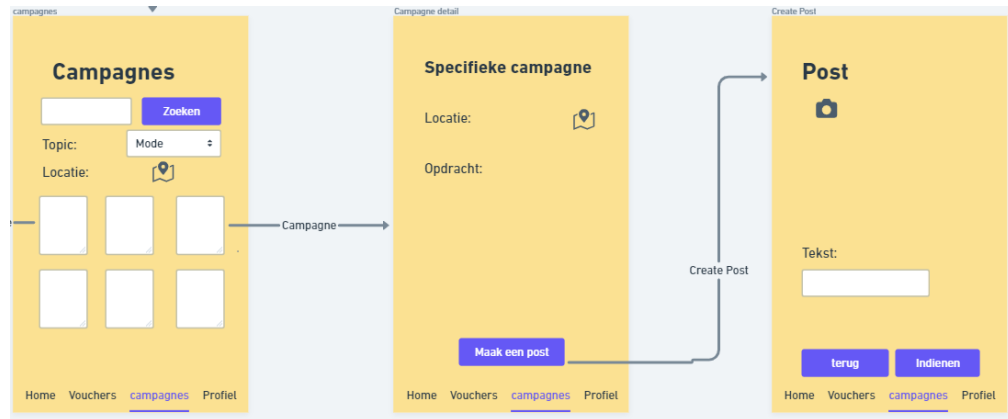 campagnes
Campagnes
Zoeken
Topic:
Mode
Locatie:
Home Vouchers campagnes Profiel
Campagne
Campagne detail
Specifieke campagne
Locatie:
Opdracht:
Maak een post
Home Vouchers campagnes Profiel
Create Post
Create Post
Post
Tekst:
terug Indienen
Home Vouchers campagnes Profiel